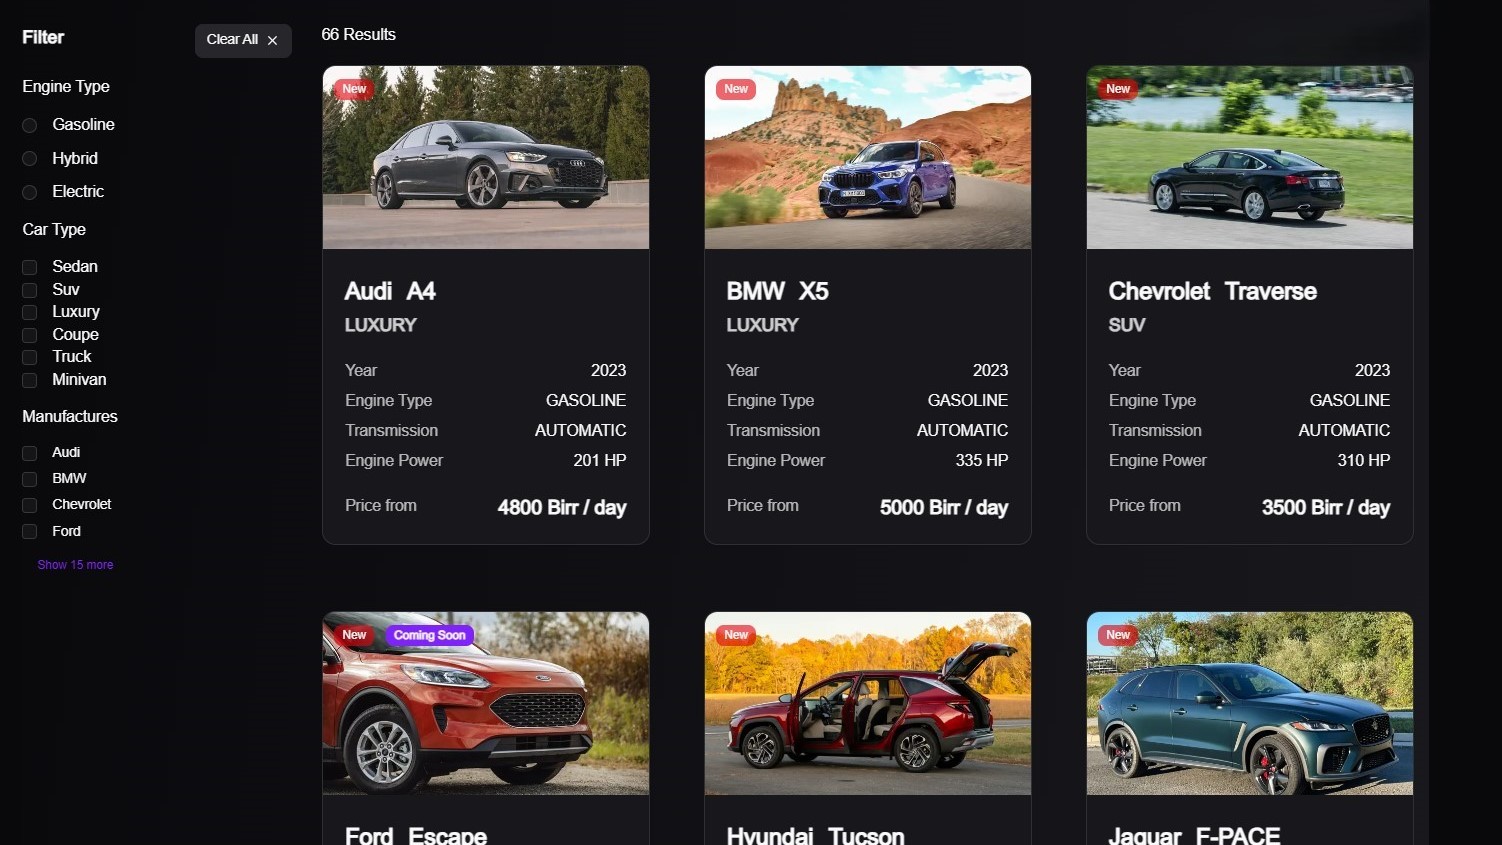 Filter
Clear All ×
Engine Type
Gasoline
Hybrid
Electric
Car Type
Sedan
Suv
Luxury
Coupe
Truck
Minivan
Manufactures
Audi
BMW
Chevrolet
Ford
Show 15 more
66 Results
New
Audi A4
LUXURY
Year 2023
Engine Type GASOLINE
Transmission AUTOMATIC
Engine Power 201 HP
Price from 4800 Birr / day
New
BMW X5
LUXURY
Year 2023
Engine Type GASOLINE
Transmission AUTOMATIC
Engine Power 335 HP
Price from 5000 Birr / day
New
Chevrolet Traverse
SUV
Year 2023
Engine Type GASOLINE
Transmission AUTOMATIC
Engine Power 310 HP
Price from 3500 Birr / day
New Coming Soon
Ford Escape
New
Hyundai Tucson
New
Jaguar F-PACE